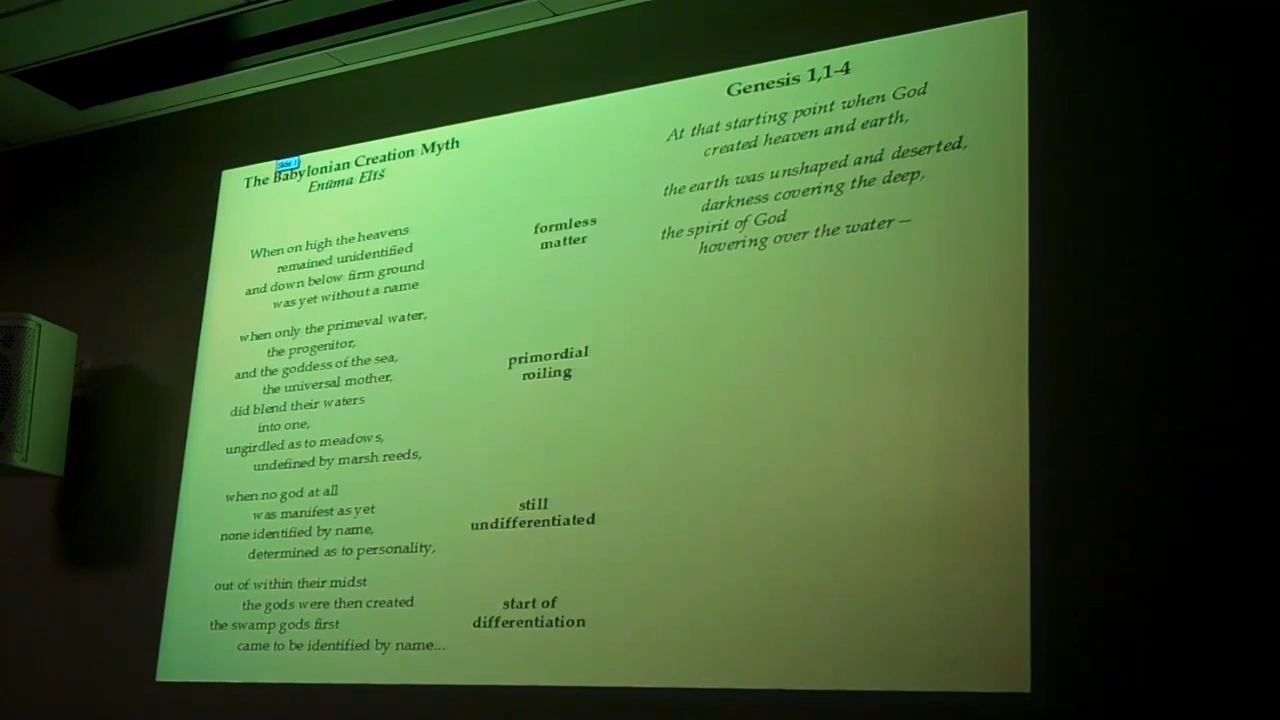 Slide 1
The Babylonian Creation Myth
Enūma Eliš
When on high the heavens
remained unidentified
and down below firm ground
was yet without a name
when only the primeval water,
the progenitor,
and the goddess of the sea,
the universal mother,
did blend their waters
into one,
ungirdled as to meadows,
undefined by marsh reeds,
when no god at all
was manifest as yet
none identified by name,
determined as to personality,
out of within their midst
the gods were then created
the swamp gods first
came to be identified by name...
formless
matter
primordial
roiling
still
undifferentiated
start of
differentiation
Genesis 1,1-4
At that starting point when God
created heaven and earth,
the earth was unshaped and deserted,
darkness covering the deep,
the spirit of God
hovering over the water —